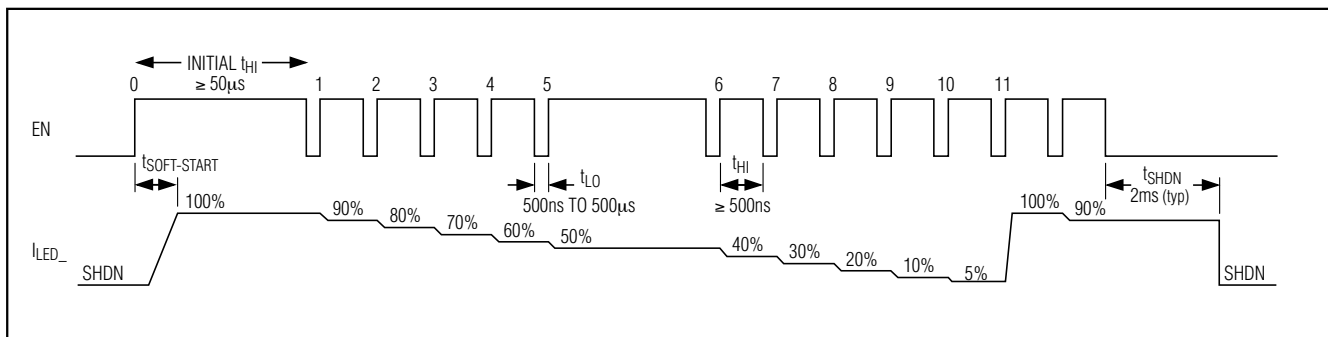 INITIAL tHI
≥ 50µs
0 1 2 3 4 5 6 7 8 9 10 11
EN
tSOFT-START
tLO
500ns TO 500µs
tHI
≥ 500ns
tSHDN
2ms (typ)
100% 90% 80% 70% 60% 50% 40% 30% 20% 10% 5% 100% 90%
ILED_
SHDN
SHDN